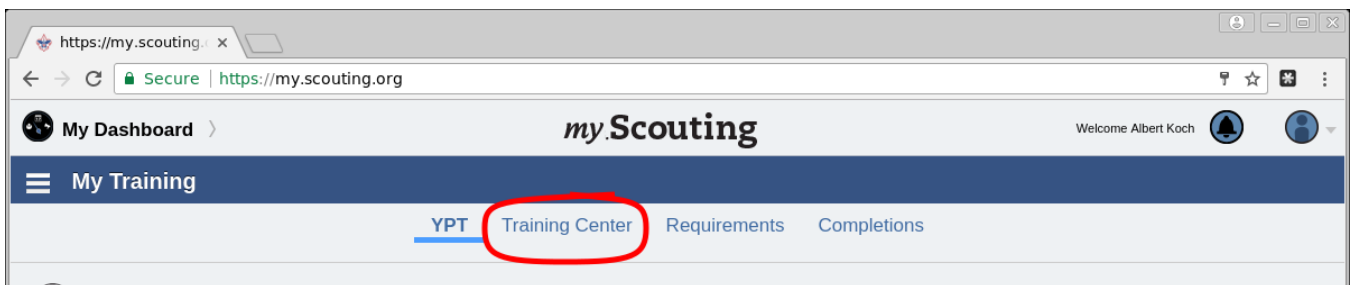 https://my.scouting.
Secure https://my.scouting.org
My Dashboard my.Scouting Welcome Albert Koch
My Training
YPT Training Center Requirements Completions